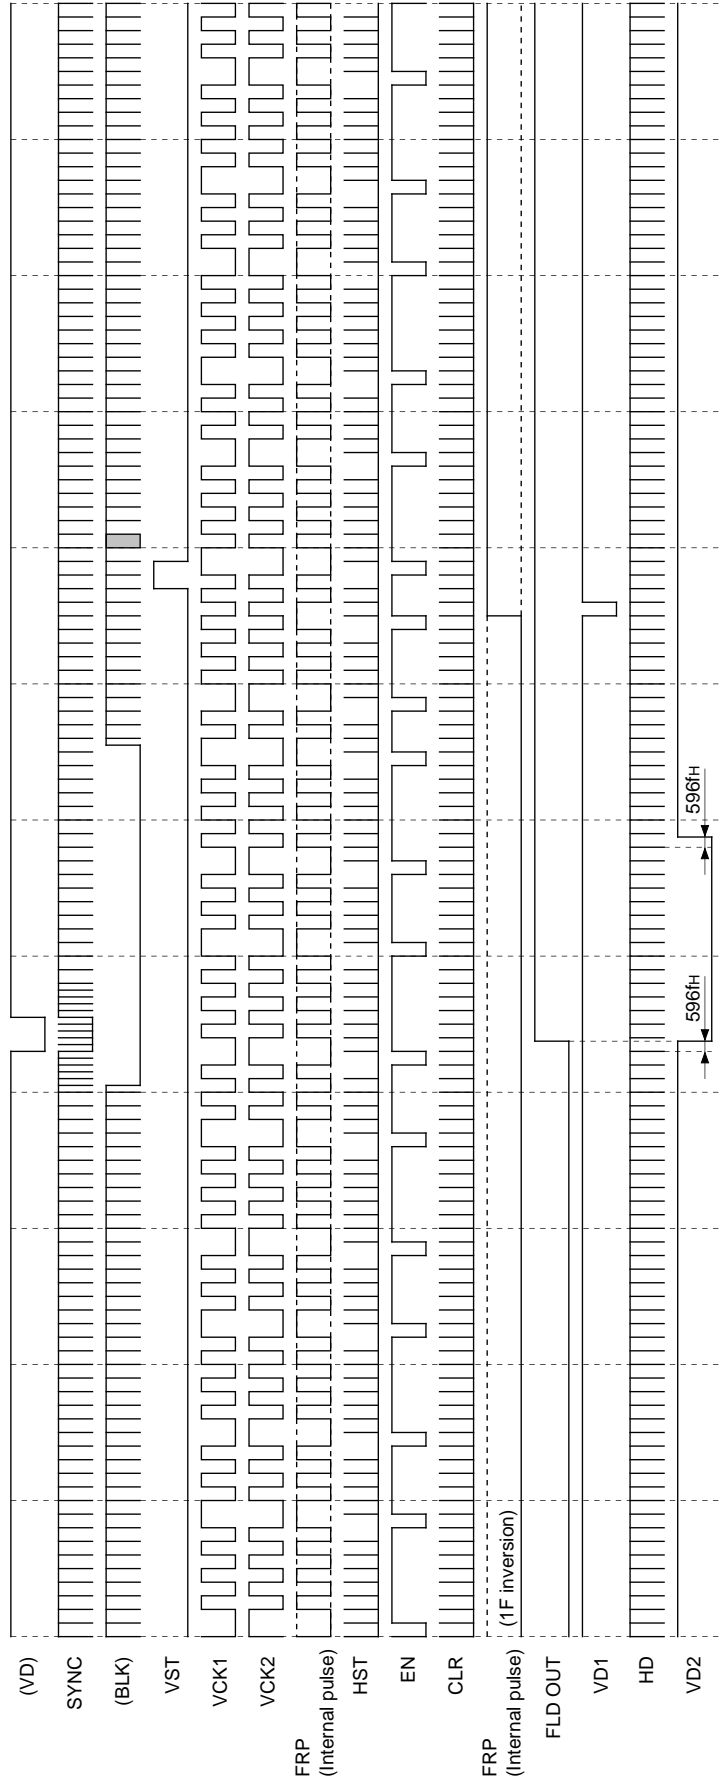 (VD)
SYNC
(BLK)
VST
VCK1
VCK2
FRP
(Internal pulse)
HST
EN
CLR
FRP
(Internal pulse)
(1F inversion)
FLD OUT
VD1
HD
VD2
596fH
596fH